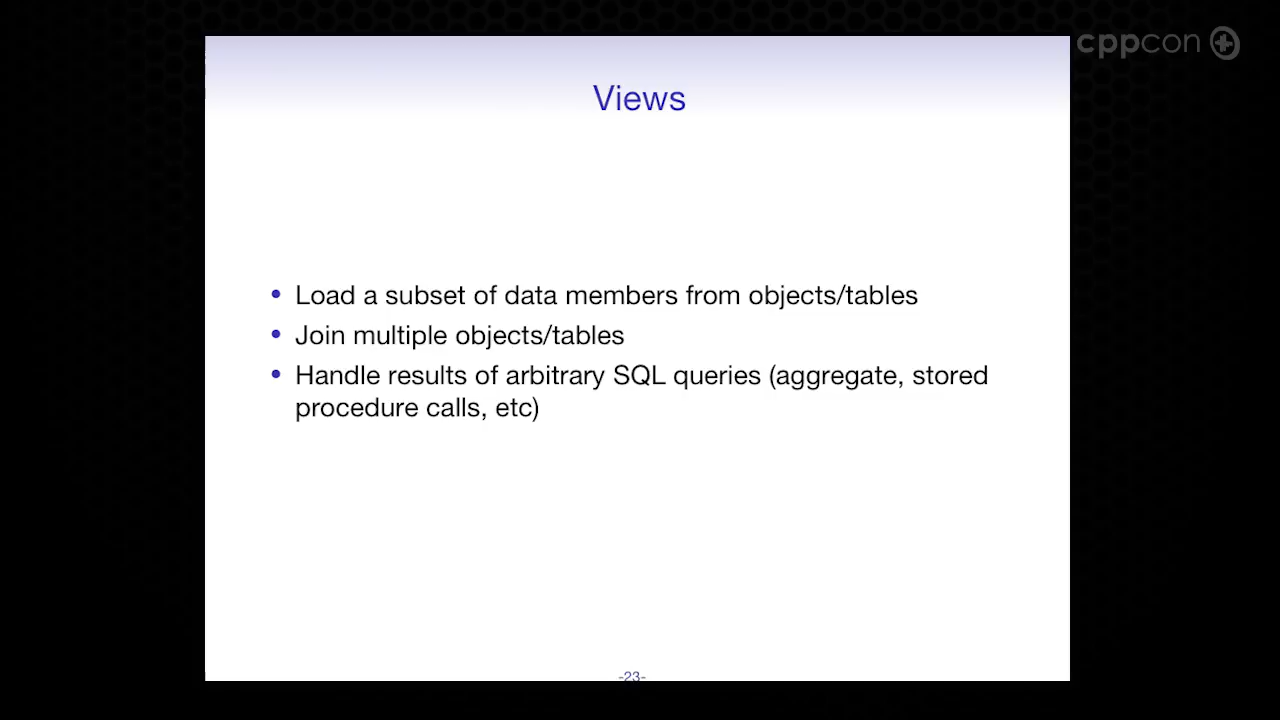 cppcon
Views
• Load a subset of data members from objects/tables
• Join multiple objects/tables
• Handle results of arbitrary SQL queries (aggregate, stored
procedure calls, etc)
-23-